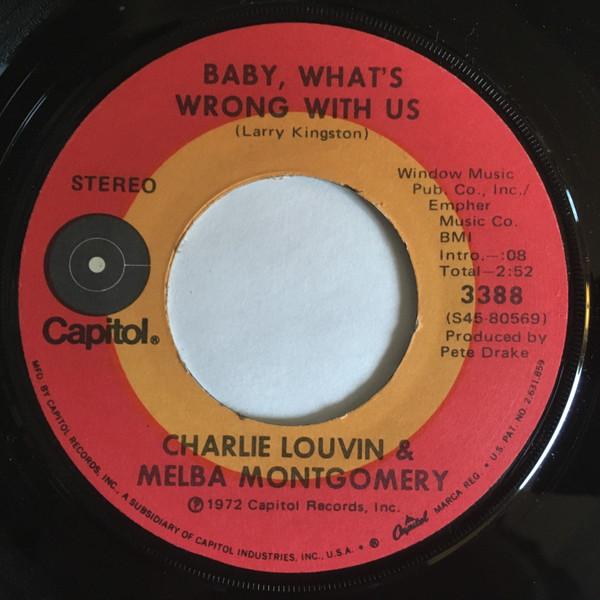 BABY, WHAT'S
WRONG WITH US
(Larry Kingston)
STEREO
Window Music
Pub. Co., Inc./
Empher
Music Co.
BMI
Intro.—:08
Total—2:52
3388
(S45-80569)
Produced by
Pete Drake
Capitol®
CHARLIE LOUVIN &
MELBA MONTGOMERY
Ⓟ1972 Capitol Records, Inc.
MFD. BY CAPITOL RECORDS, INC., A SUBSIDIARY OF CAPITOL INDUSTRIES, INC., U.S.A. • ® Capitol MARCA REG. • U.S. PAT. NO. 2,631,859